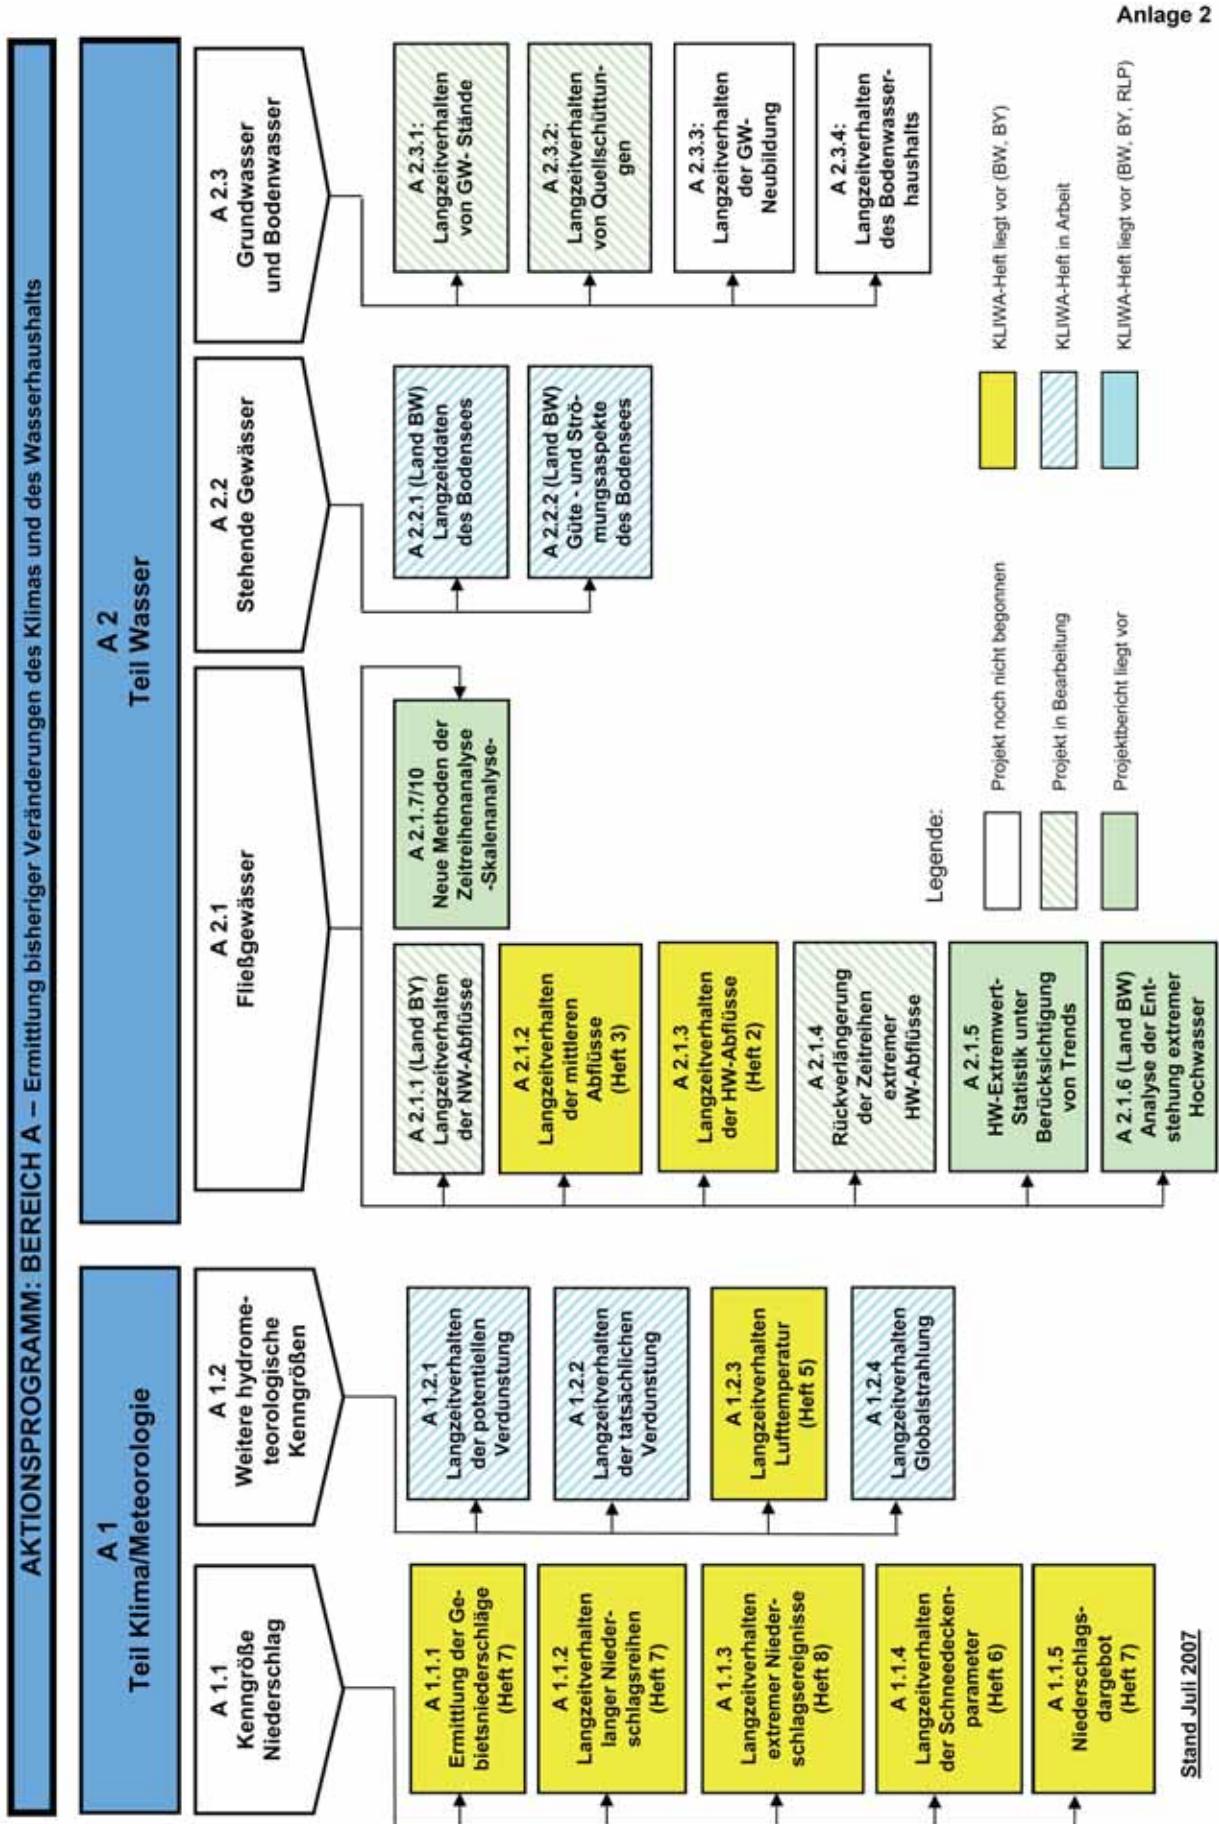 Anlage 2
AKTIONSPROGRAMM: BEREICH A – Ermittlung bisheriger Veränderungen des Klimas und des Wasserhaushalts
A 1
Teil Klima/Meteorologie
A 2
Teil Wasser
A 1.1
Kenngröße
Niederschlag
A 1.2
Weitere hydrome-
teorologische
Kenngrößen
A 2.1
Fließgewässer
A 2.2
Stehende Gewässer
A 2.3
Grundwasser
und Bodenwasser
A 1.1.1
Ermittlung der Ge-
bietsniederschläge
(Heft 7)
A 1.1.2
Langzeitverhalten
langer Nieder-
schlagsreihen
(Heft 7)
A 1.1.3
Langzeitverhalten
extremer Nieder-
schlagsereignisse
(Heft 8)
A 1.1.4
Langzeitverhalten
der Schneedecken-
parameter
(Heft 6)
A 1.1.5
Niederschlags-
dargebot
(Heft 7)
A 1.2.1
Langzeitverhalten
der potentiellen
Verdunstung
A 1.2.2
Langzeitverhalten
der tatsächlichen
Verdunstung
A 1.2.3
Langzeitverhalten
Lufttemperatur
(Heft 5)
A 1.2.4
Langzeitverhalten
Globalstrahlung
A 2.1.1 (Land BY)
Langzeitverhalten
der NW-Abflüsse
A 2.1.2
Langzeitverhalten
der mittleren
Abflüsse
(Heft 3)
A 2.1.3
Langzeitverhalten
der HW-Abflüsse
(Heft 2)
A 2.1.4
Rückverlängerung
der Zeitreihen
extremer
HW-Abflüsse
A 2.1.5
HW-Extremwert-
Statistik unter
Berücksichtigung
von Trends
A 2.1.6 (Land BW)
Analyse der Ent-
stehung extremer
Hochwasser
A 2.1.7/10
Neue Methoden der
Zeitreihenanalyse
-Skalenanalyse-
A 2.2.1 (Land BW)
Langzeitdaten
des Bodensees
A 2.2.2 (Land BW)
Güte - und Strö-
mungsaspekte
des Bodensees
A 2.3.1:
Langzeitverhalten
von GW- Stände
A 2.3.2:
Langzeitverhalten
von Quellschüttun-
gen
A 2.3.3:
Langzeitverhalten
der GW-
Neubildung
A 2.3.4:
Langzeitverhalten
des Bodenwasser-
haushalts
Legende:
Projekt noch nicht begonnen
Projekt in Bearbeitung
Projektbericht liegt vor
KLIWA-Heft liegt vor (BW, BY)
KLIWA-Heft in Arbeit
KLIWA-Heft liegt vor (BW, BY, RLP)
Stand Juli 2007